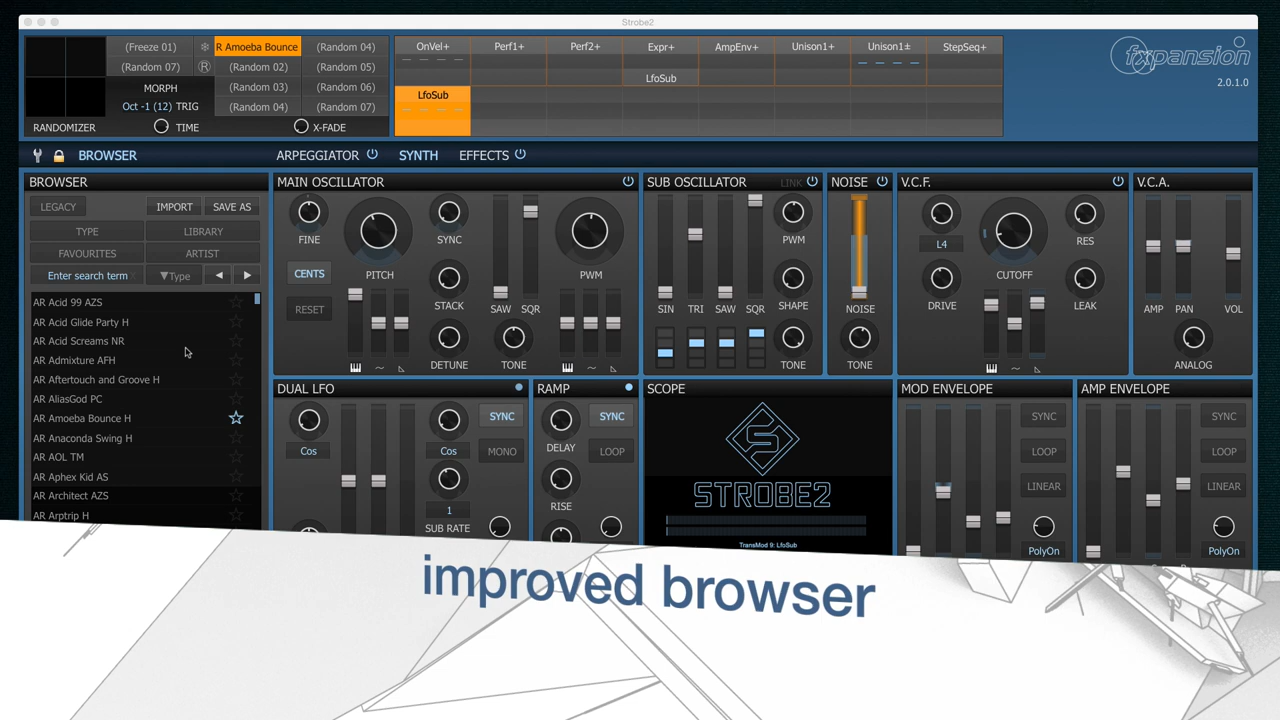 Strobe2
(Freeze 01) R Amoeba Bounce (Random 04)
(Random 07) R (Random 02) (Random 05)
MORPH (Random 03) (Random 06)
Oct -1 (12) TRIG (Random 04) (Random 07)
RANDOMIZER TIME X-FADE
OnVel+ Perf1+ Perf2+ Expr+ AmpEnv+ Unison1+ Unison1± StepSeq+
LfoSub
LfoSub
fxpansion
2.0.1.0
BROWSER ARPEGGIATOR SYNTH EFFECTS
BROWSER
LEGACY IMPORT SAVE AS
TYPE LIBRARY
FAVOURITES ARTIST
Enter search term ▼Type
AR Acid 99 AZS
AR Acid Glide Party H
AR Acid Screams NR
AR Admixture AFH
AR Aftertouch and Groove H
AR AliasGod PC
AR Amoeba Bounce H
AR Anaconda Swing H
AR AOL TM
AR Aphex Kid AS
AR Architect AZS
AR Arptrip H
MAIN OSCILLATOR
FINE PITCH SYNC PWM
CENTS
RESET STACK SAW SQR
DETUNE TONE
SUB OSCILLATOR LINK
PWM
SIN TRI SAW SQR SHAPE
TONE
NOISE
NOISE
TONE
V.C.F.
L4 CUTOFF RES
DRIVE LEAK
V.C.A.
AMP PAN VOL
ANALOG
DUAL LFO
Cos Cos SYNC
MONO
1
SUB RATE
RAMP
DELAY SYNC
LOOP
RISE
SCOPE
STROBE2
TransMod 9: LfoSub
MOD ENVELOPE
SYNC
LOOP
LINEAR
PolyOn
AMP ENVELOPE
SYNC
LOOP
LINEAR
PolyOn
improved browser